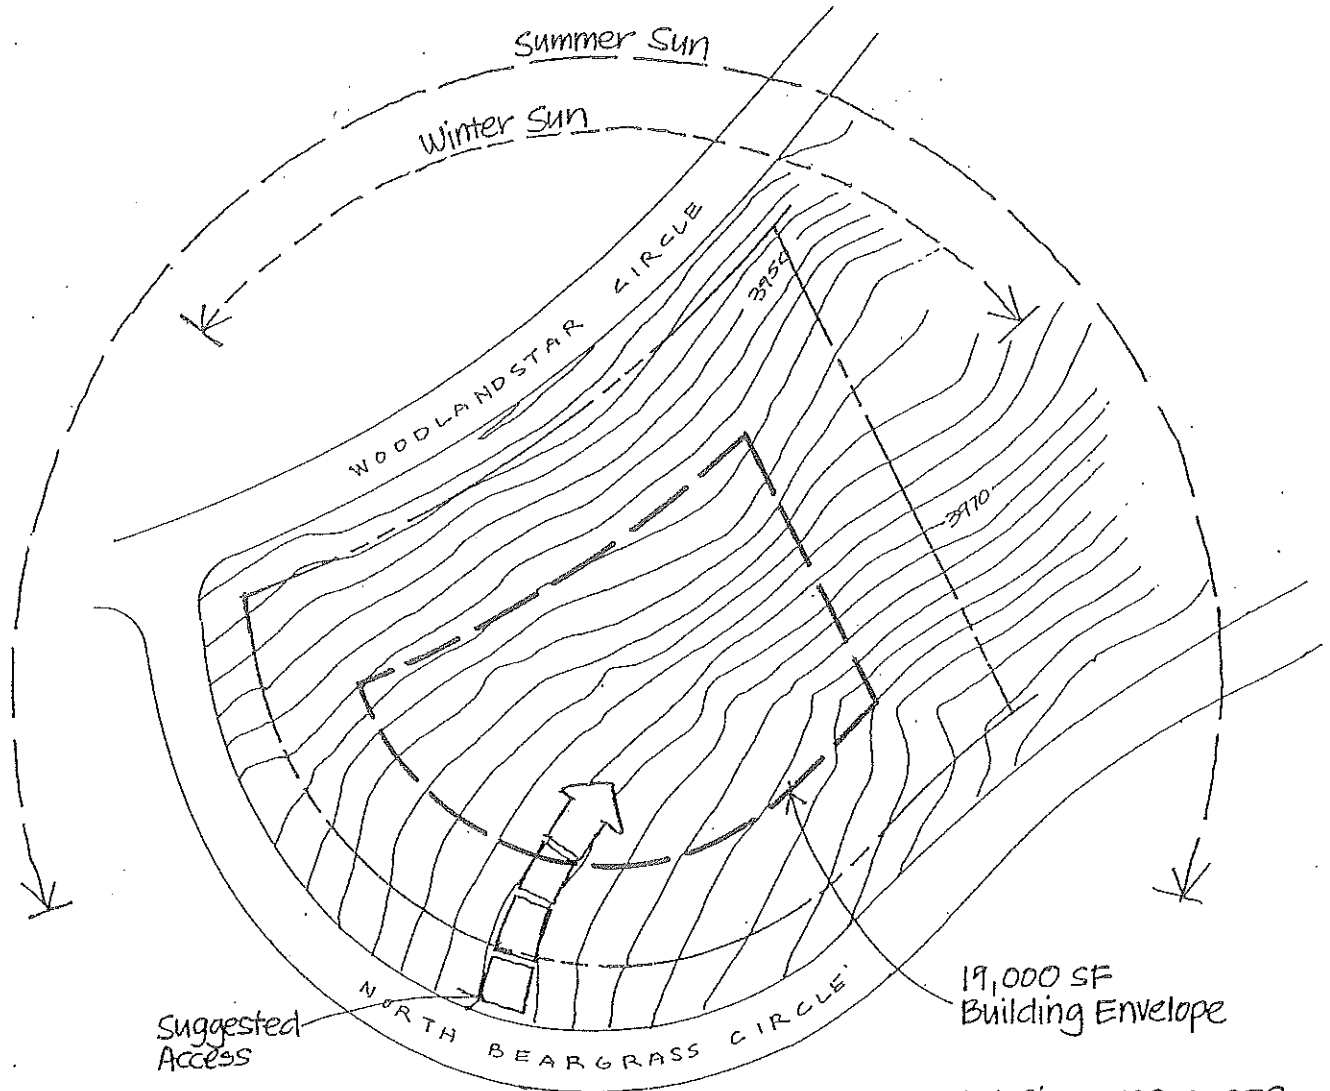 Summer Sun
Winter Sun
WOODLANDSTAR CIRCLE
3950
3970
19,000 SF
Building Envelope
Suggested
Access
NORTH BEARGRASS CIRCLE